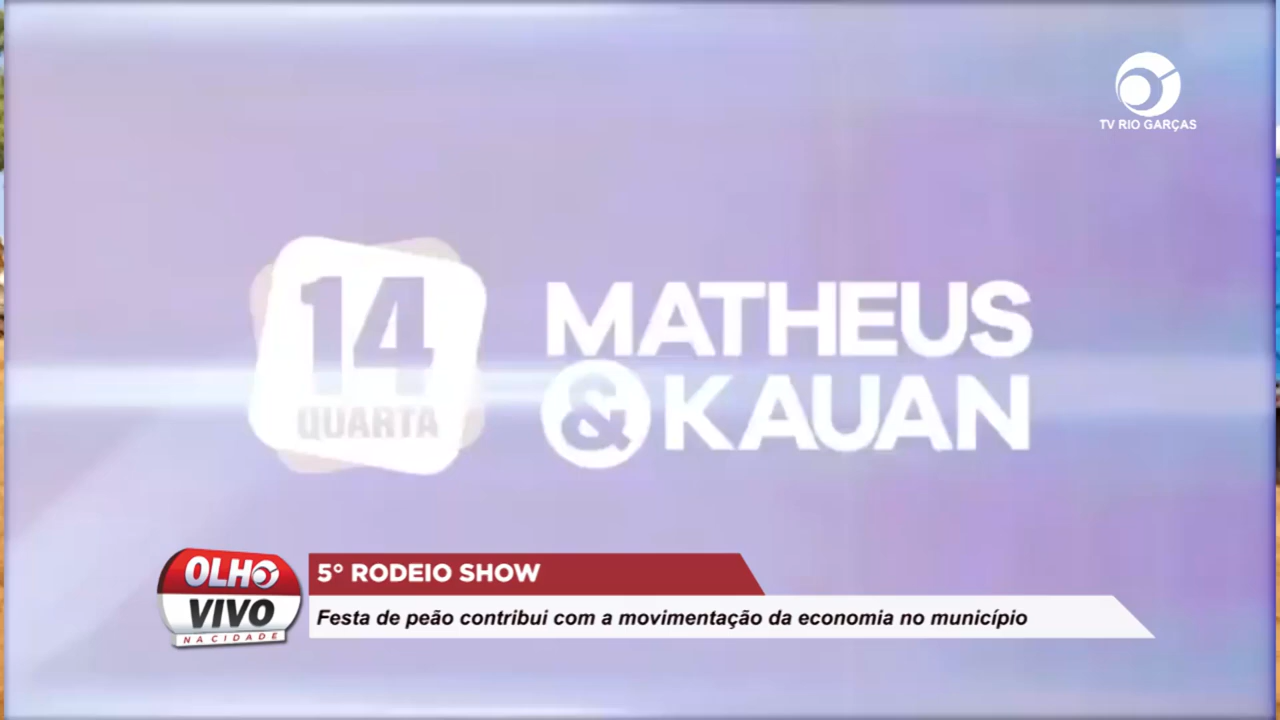 TV RIO GARÇAS
14
QUARTA
MATHEUS
& KAUAN
OLHO
VIVO
NA CIDADE
5° RODEIO SHOW
Festa de peão contribui com a movimentação da economia no município